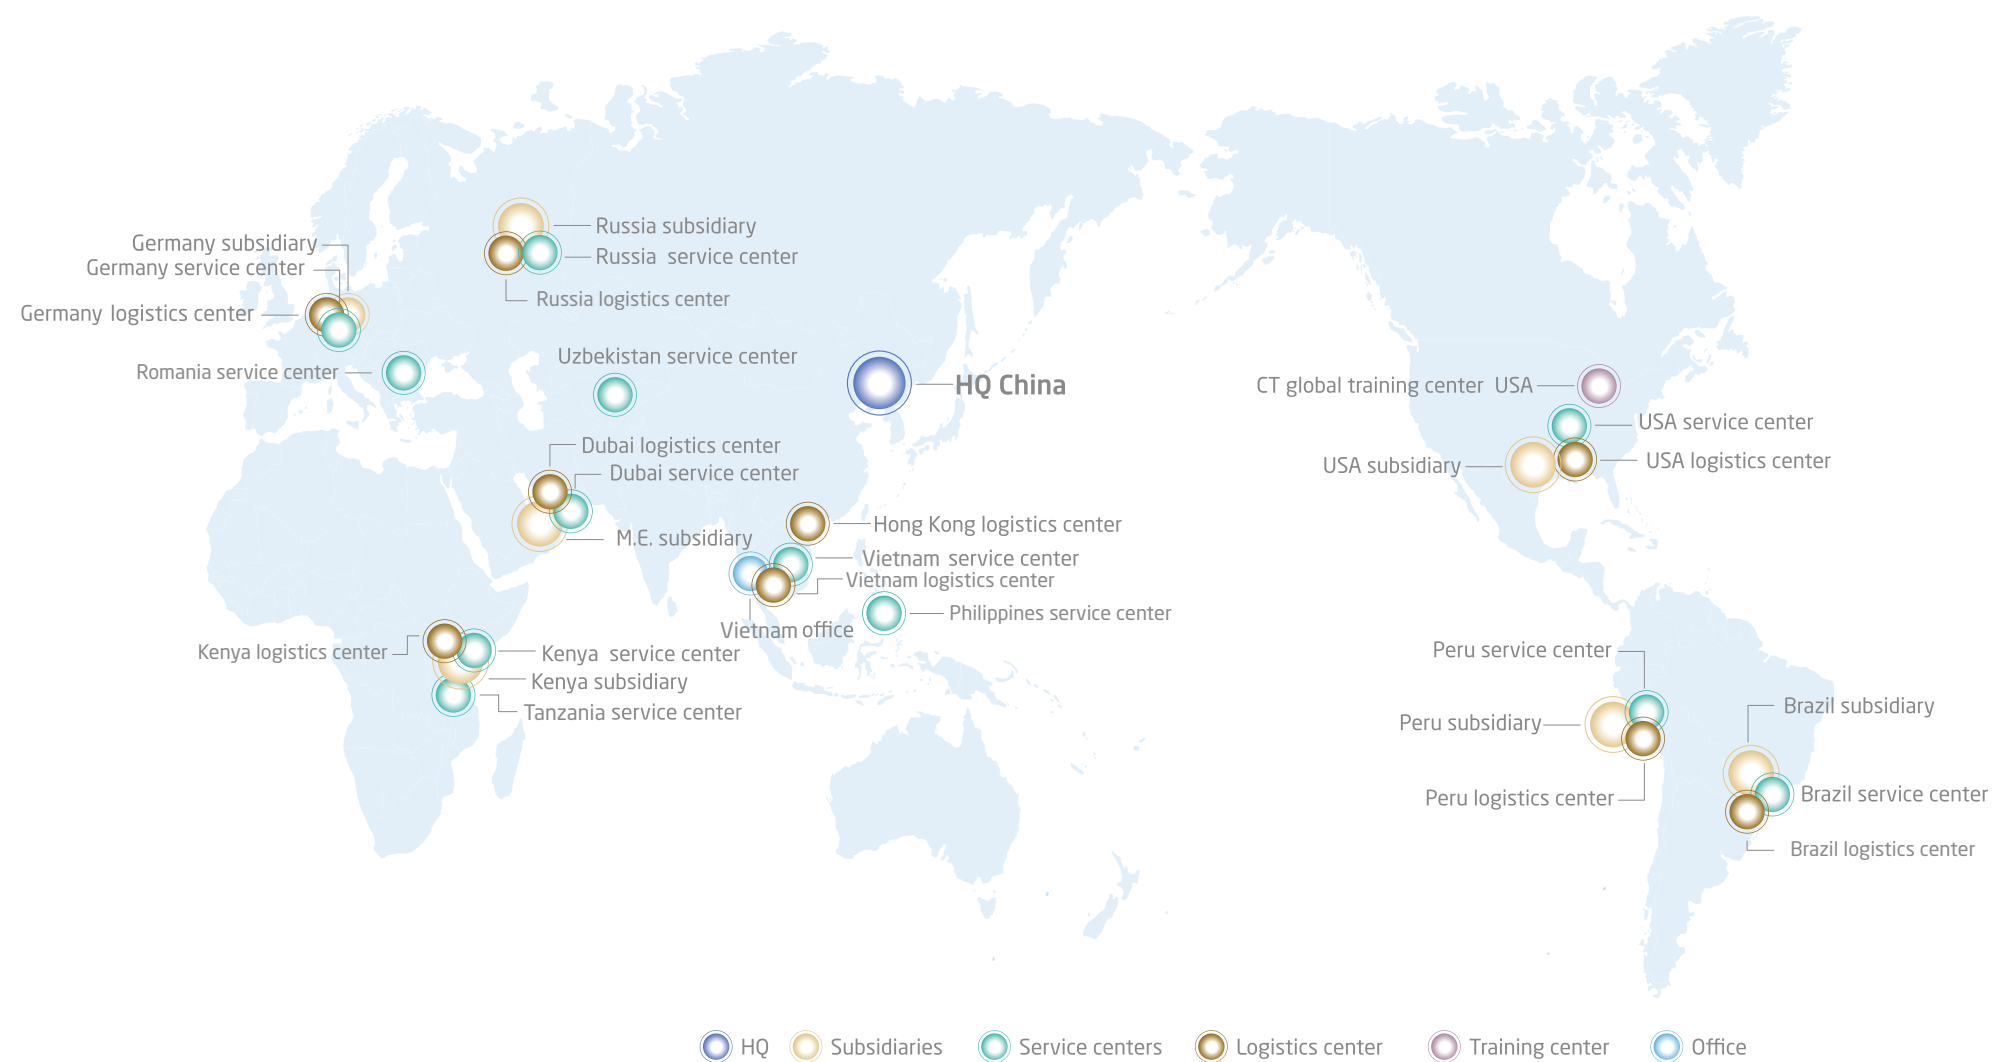 Russia subsidiary
Germany subsidiary
Russia service center
Germany service center
Russia logistics center
Germany logistics center
Uzbekistan service center
Romania service center
HQ China
CT global training center USA
USA service center
Dubai logistics center
USA subsidiary
USA logistics center
Dubai service center
Hong Kong logistics center
M.E. subsidiary
Vietnam service center
Vietnam logistics center
Philippines service center
Vietnam office
Kenya logistics center
Kenya service center
Peru service center
Kenya subsidiary
Brazil subsidiary
Tanzania service center
Peru subsidiary
Brazil service center
Peru logistics center
Brazil logistics center
HQ
Subsidiaries
Service centers
Logistics center
Training center
Office